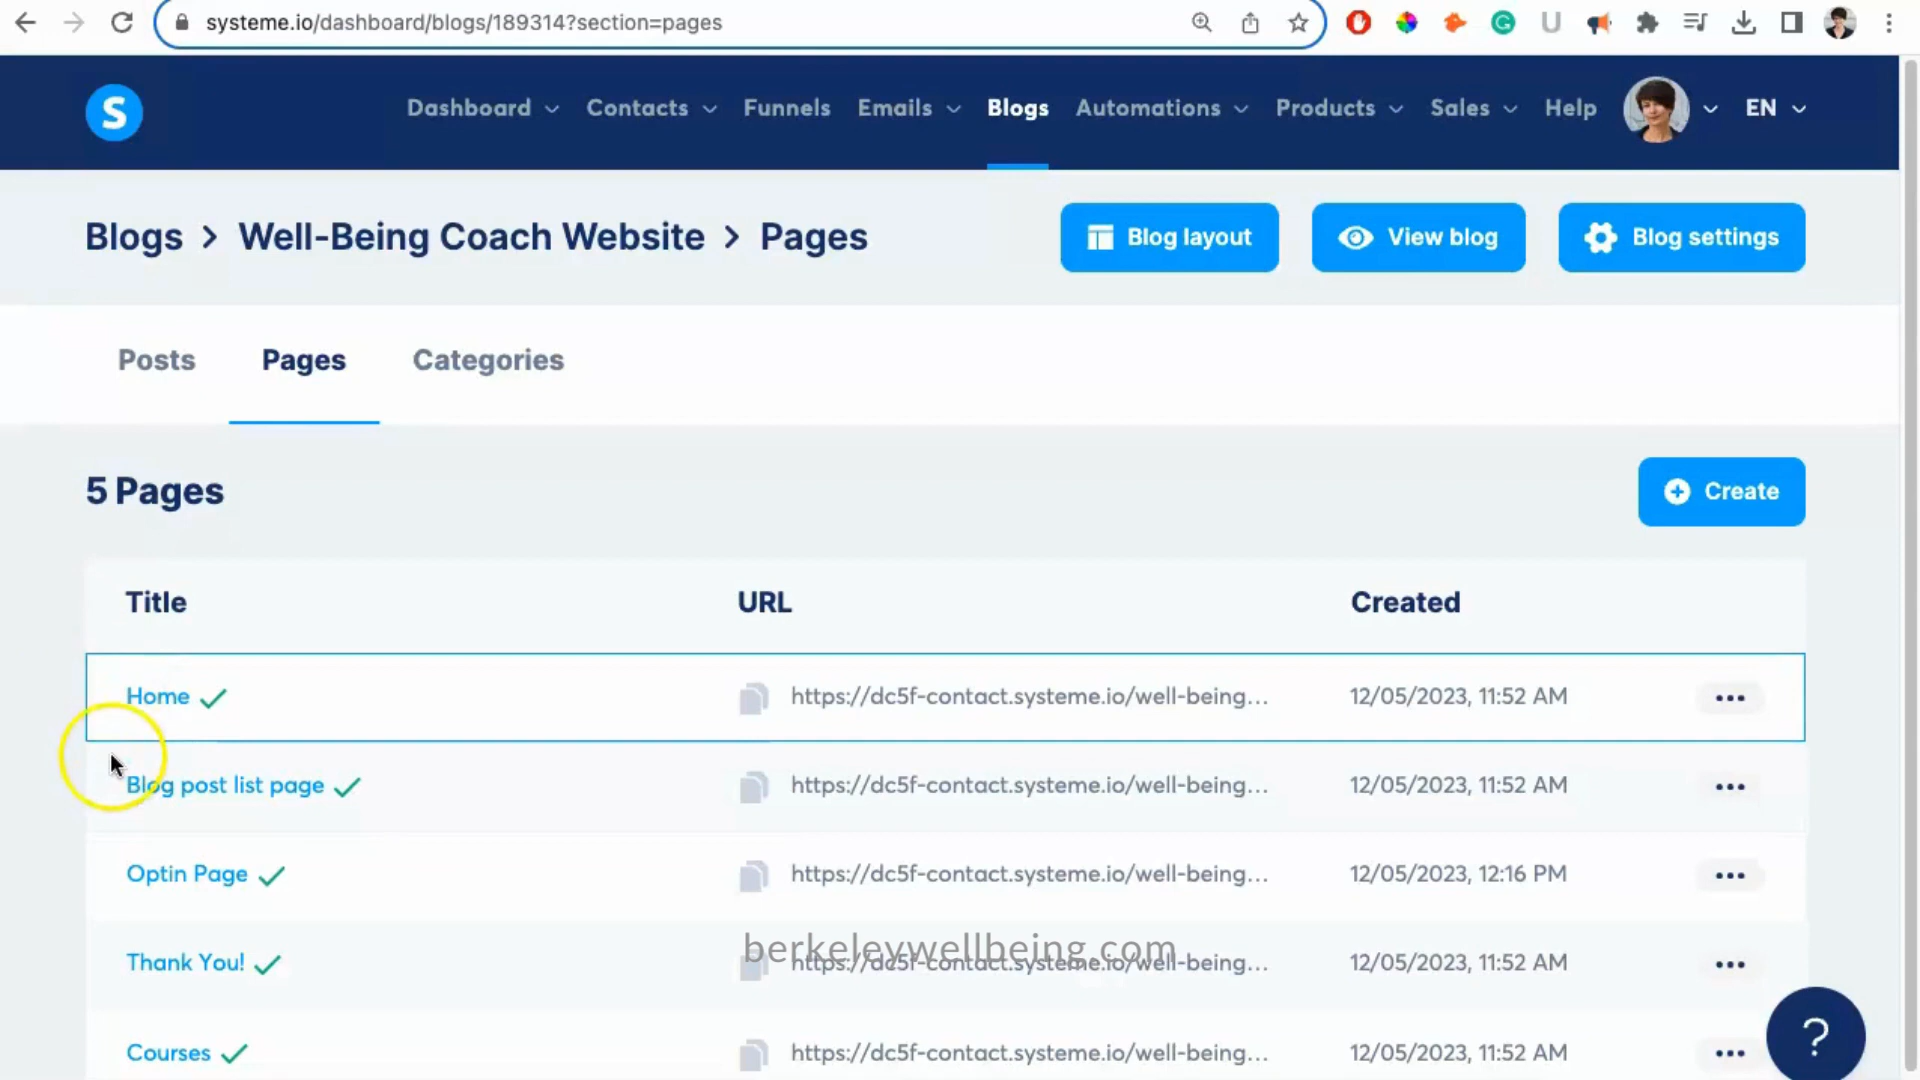 systeme.io/dashboard/blogs/189314?section=pages
S Dashboard Contacts Funnels Emails Blogs Automations Products Sales Help EN
Blogs > Well-Being Coach Website > Pages Blog layout View blog Blog settings
Posts Pages Categories
5 Pages Create
Title URL Created
Home https://dc5f-contact.systeme.io/well-being... 12/05/2023, 11:52 AM
Blog post list page https://dc5f-contact.systeme.io/well-being... 12/05/2023, 11:52 AM
Optin Page https://dc5f-contact.systeme.io/well-being... 12/05/2023, 12:16 PM
berkeleywellbeing.com
Thank You! https://dc5f-contact.systeme.io/well-being... 12/05/2023, 11:52 AM
Courses https://dc5f-contact.systeme.io/well-being... 12/05/2023, 11:52 AM
?